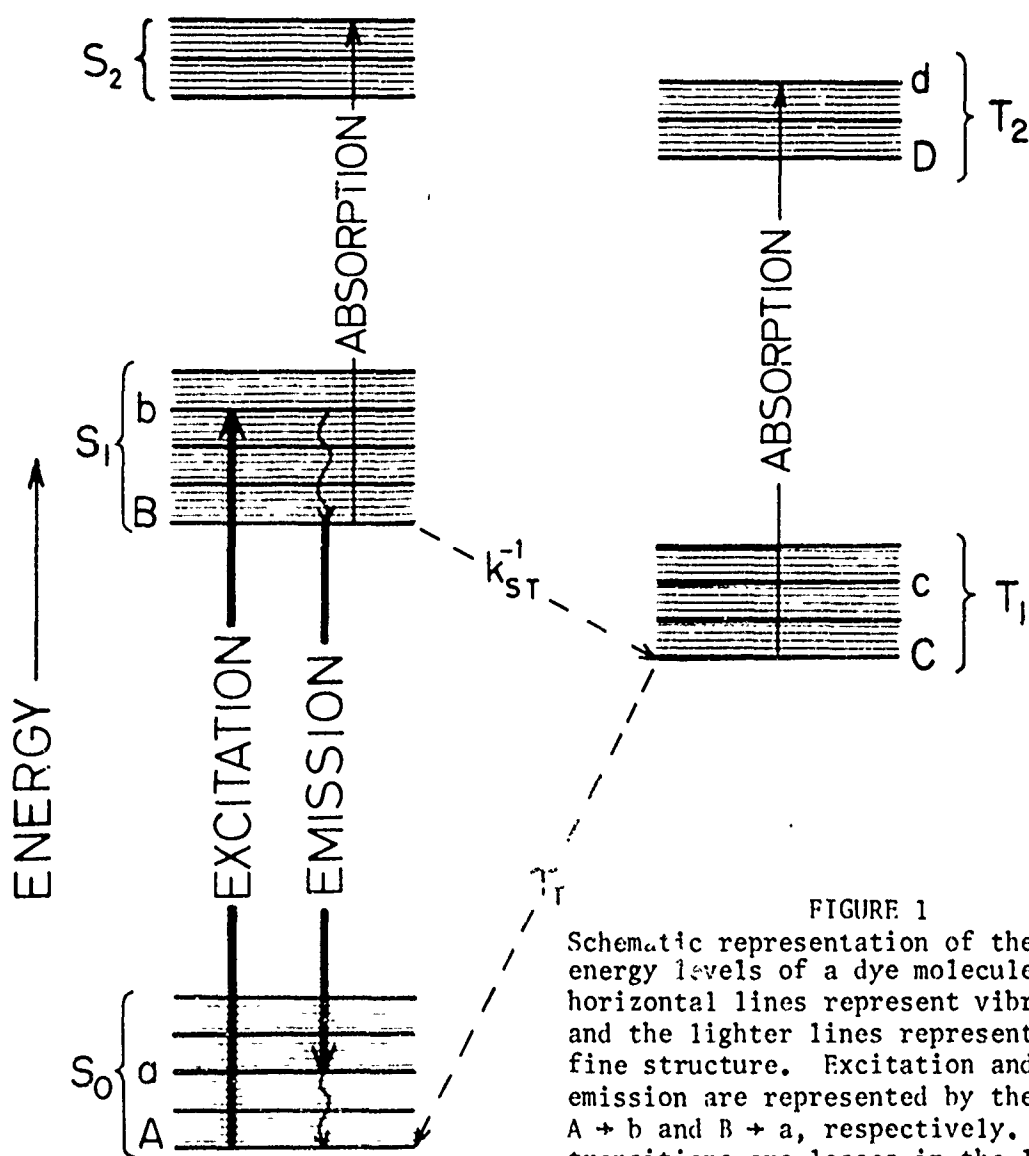 S2
d
T2
D
ABSORPTION
ABSORPTION
b
S1
B
k-1ST
c
T1
C
ENERGY
EXCITATION
EMISSION
τT
S0
a
A
FIGURE 1
Schematic representation of the
energy levels of a dye molecule
horizontal lines represent vibr
and the lighter lines represent
fine structure. Excitation and
emission are represented by the
A → b and B → a, respectively.